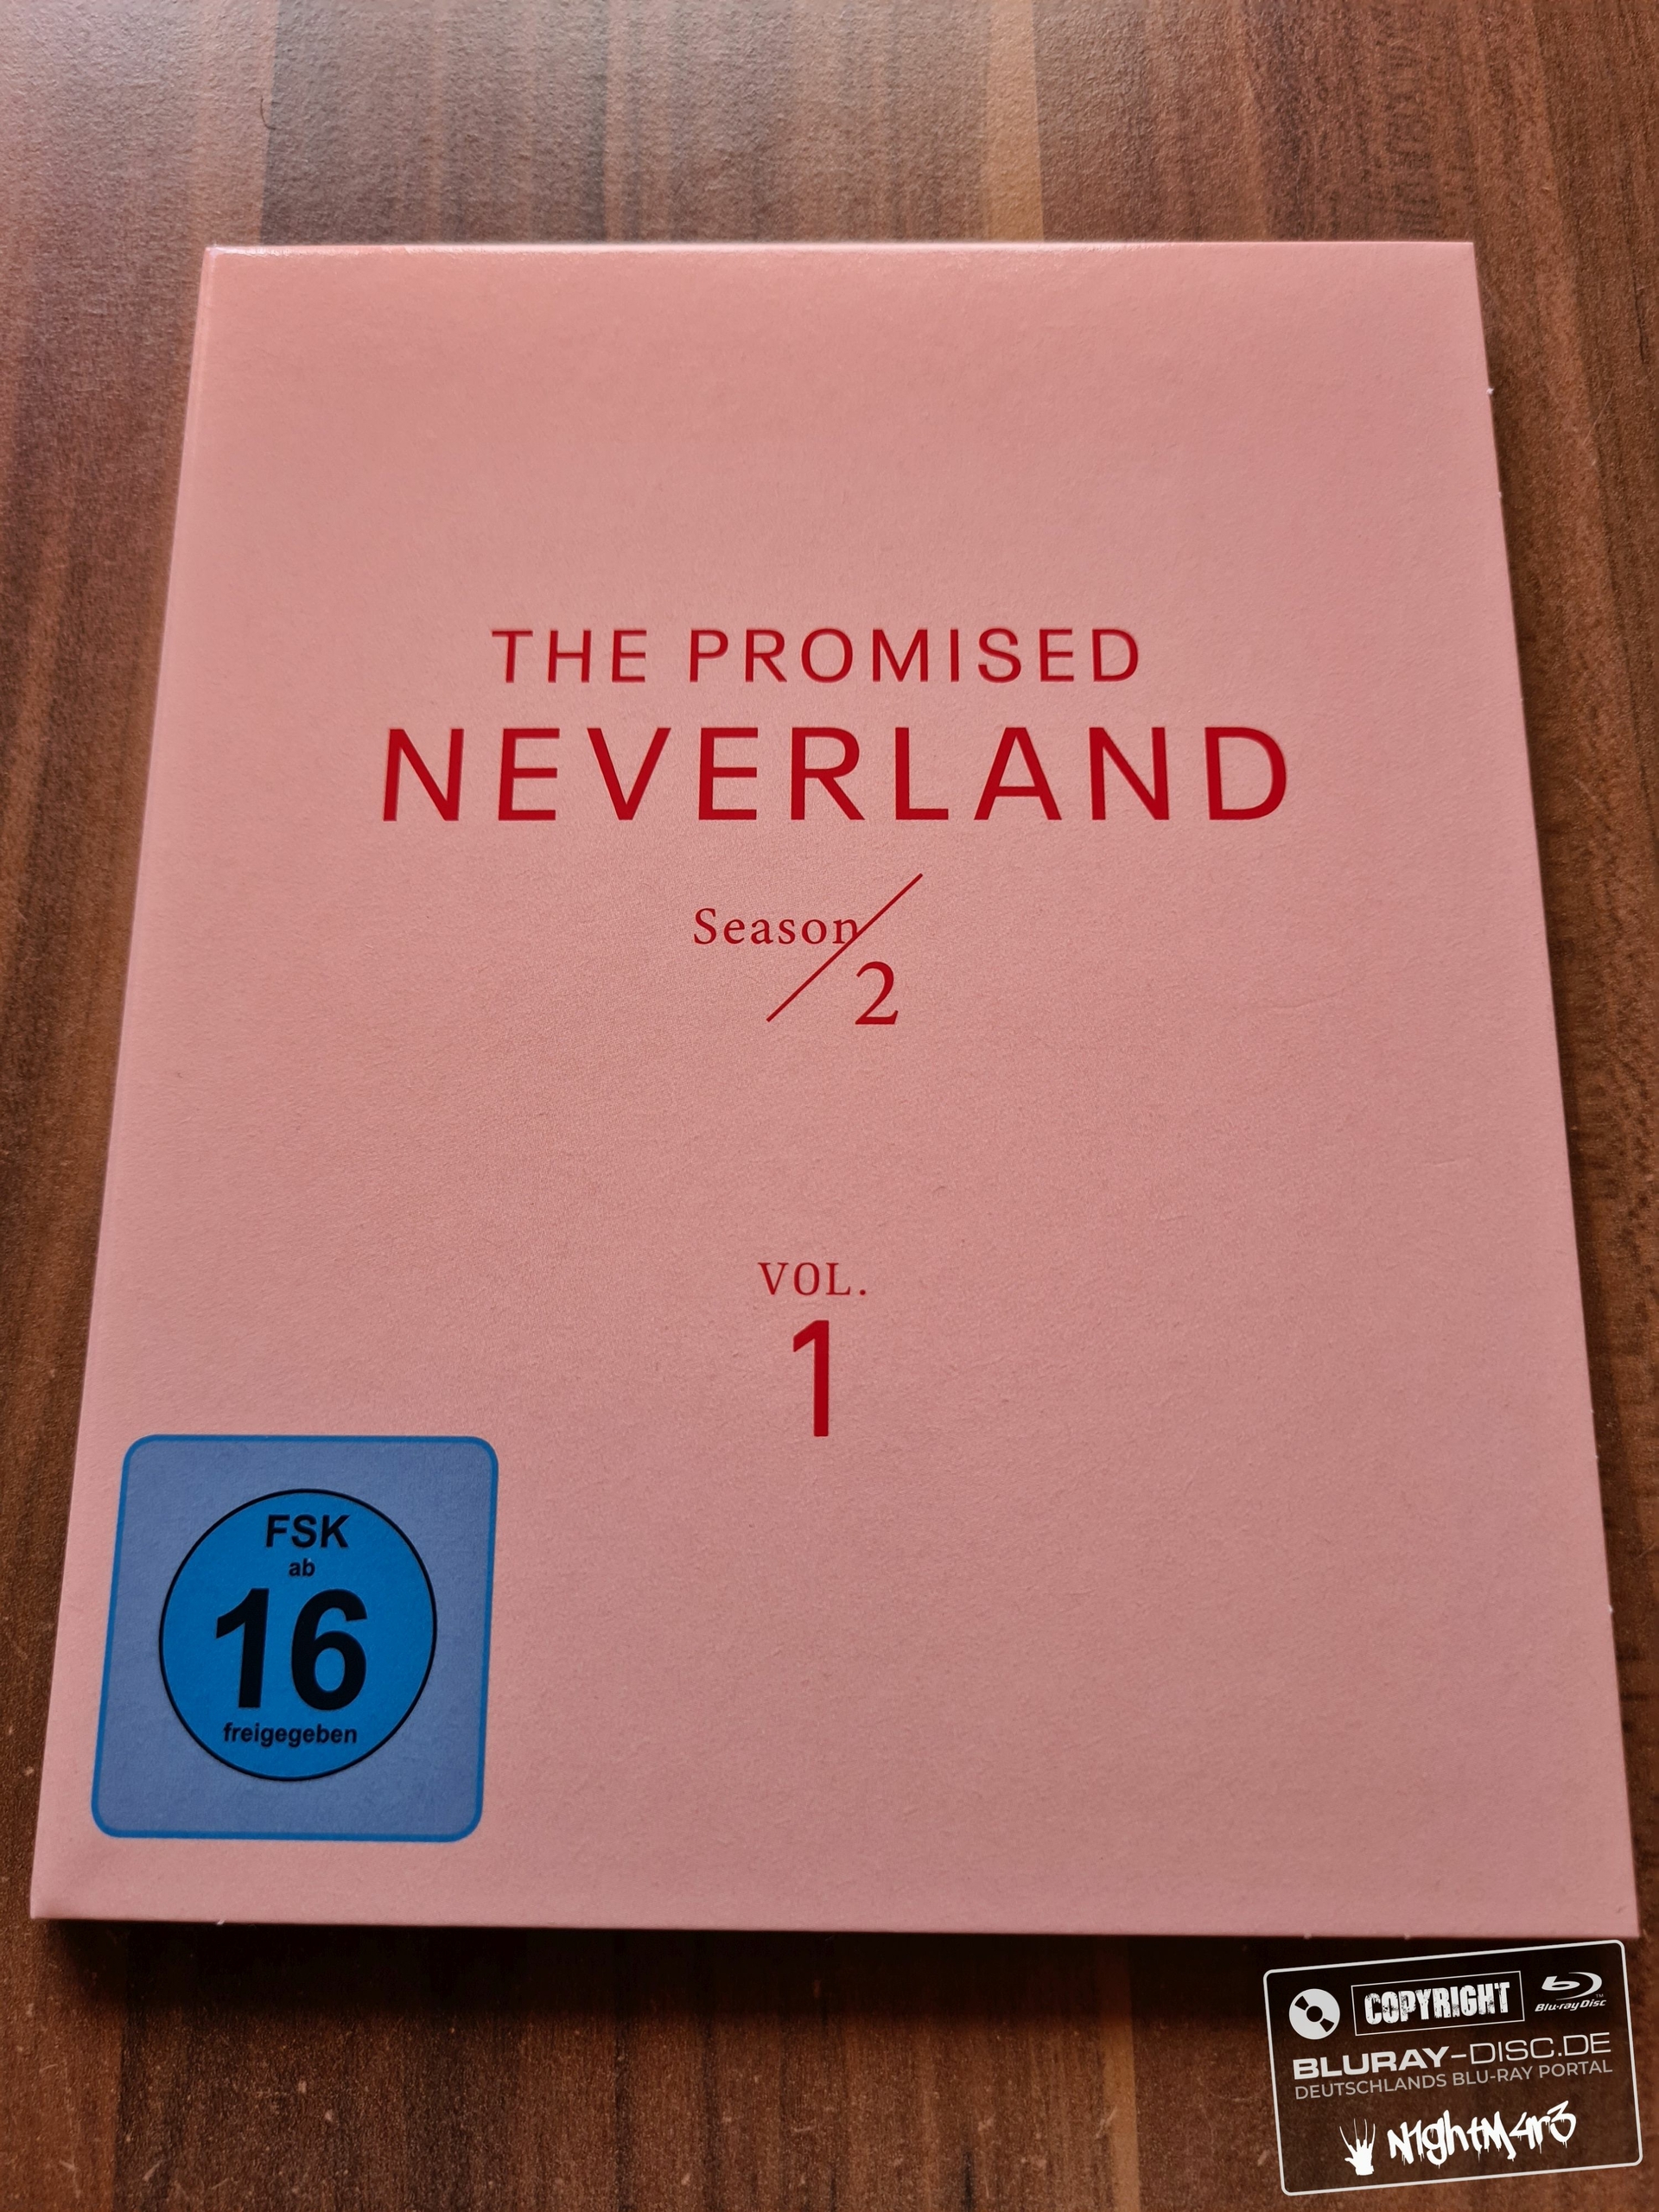 THE PROMISED
NEVERLAND
Season
2
VOL.
1
FSK
ab
16
freigegeben
COPYRIGHT
Blu-ray Disc
TM
BLURAY-DISC.DE
DEUTSCHLANDS BLU-RAY PORTAL
N1ghtM4r3